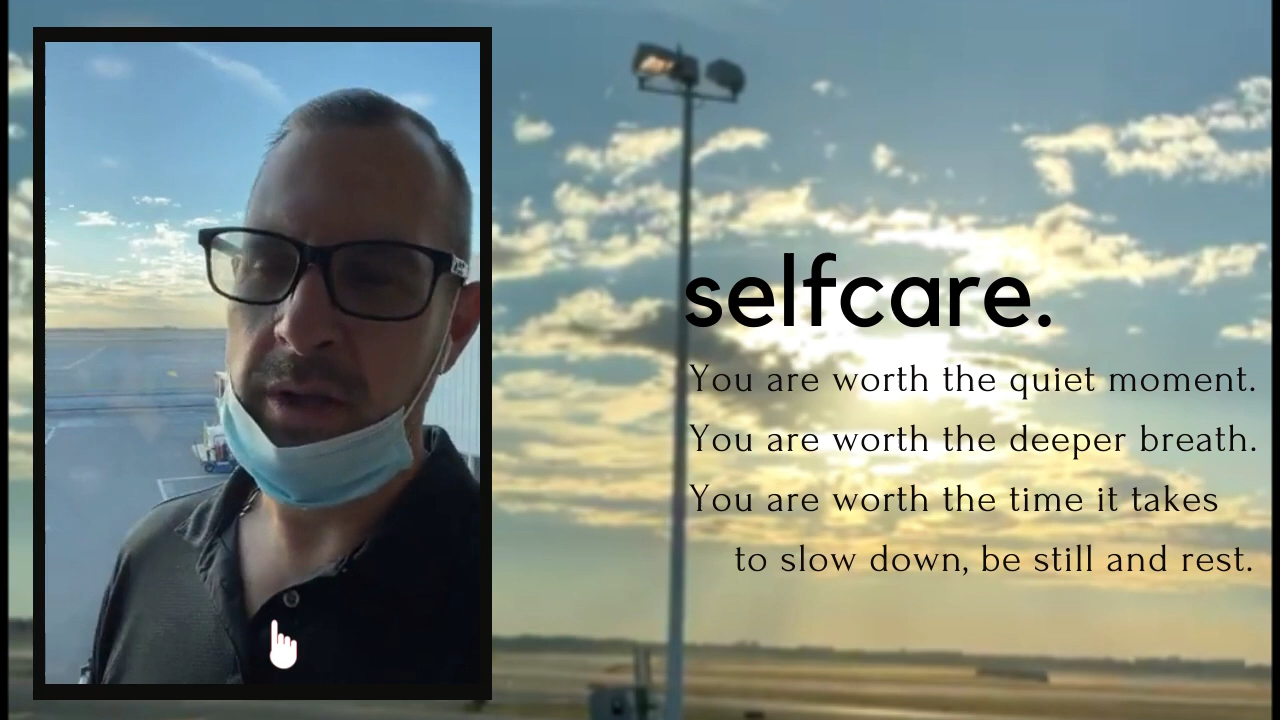 selfcare.
You are worth the quiet moment.
You are worth the deeper breath.
You are worth the time it takes
to slow down, be still and rest.